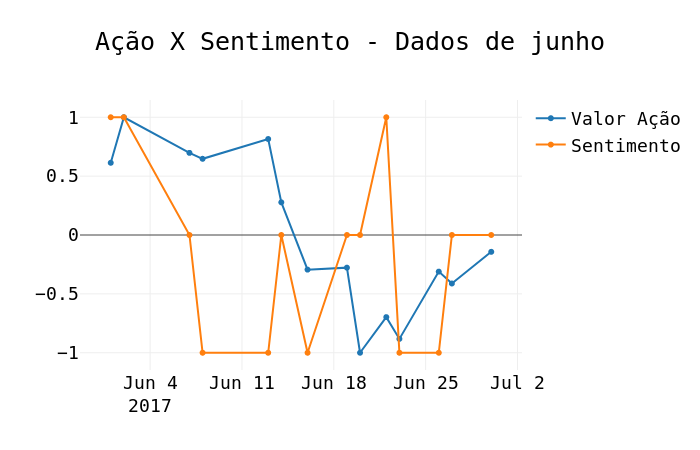 Ação X Sentimento - Dados de junho
Valor Ação
Sentimento
1
0.5
0
−0.5
−1
Jun 4
2017
Jun 11
Jun 18
Jun 25
Jul 2